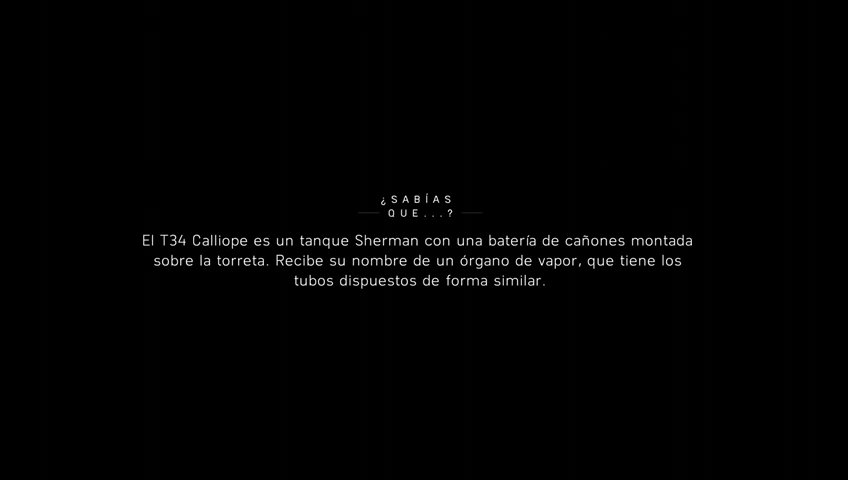 ¿SABÍAS
QUE...?
El T34 Calliope es un tanque Sherman con una batería de cañones montada
sobre la torreta. Recibe su nombre de un órgano de vapor, que tiene los
tubos dispuestos de forma similar.